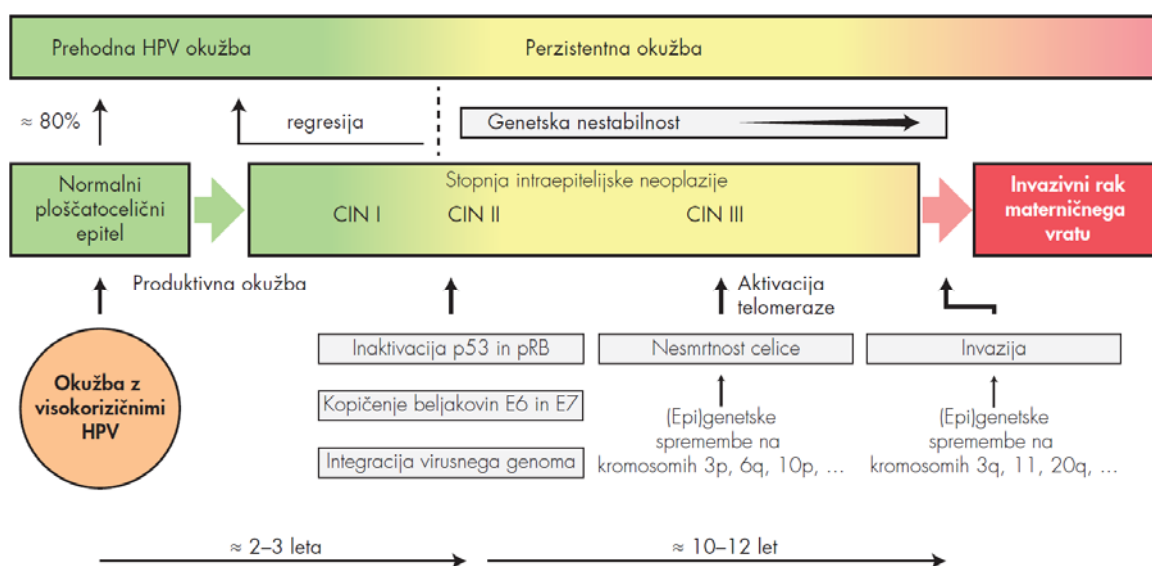 Prehodna HPV okužba
Perzistentna okužba
≈ 80%
regresija
Genetska nestabilnost
Normalni
ploščatocelični
epitel
Stopnja intraepitelijske neoplazije
CIN I
CIN II
CIN III
Invazivni rak
materničnega
vratu
Produktivna okužba
Aktivacija
telomeraze
Okužba z
visokorizičnimi
HPV
Inaktivacija p53 in pRB
Kopičenje beljakovin E6 in E7
Integracija virusnega genoma
Nesmrtnost celice
(Epi)genetske
spremembe na
kromosomih 3p, 6q, 10p, ...
Invazija
(Epi)genetske
spremembe na
kromosomih 3q, 11, 20q, ...
≈ 2–3 leta
≈ 10–12 let